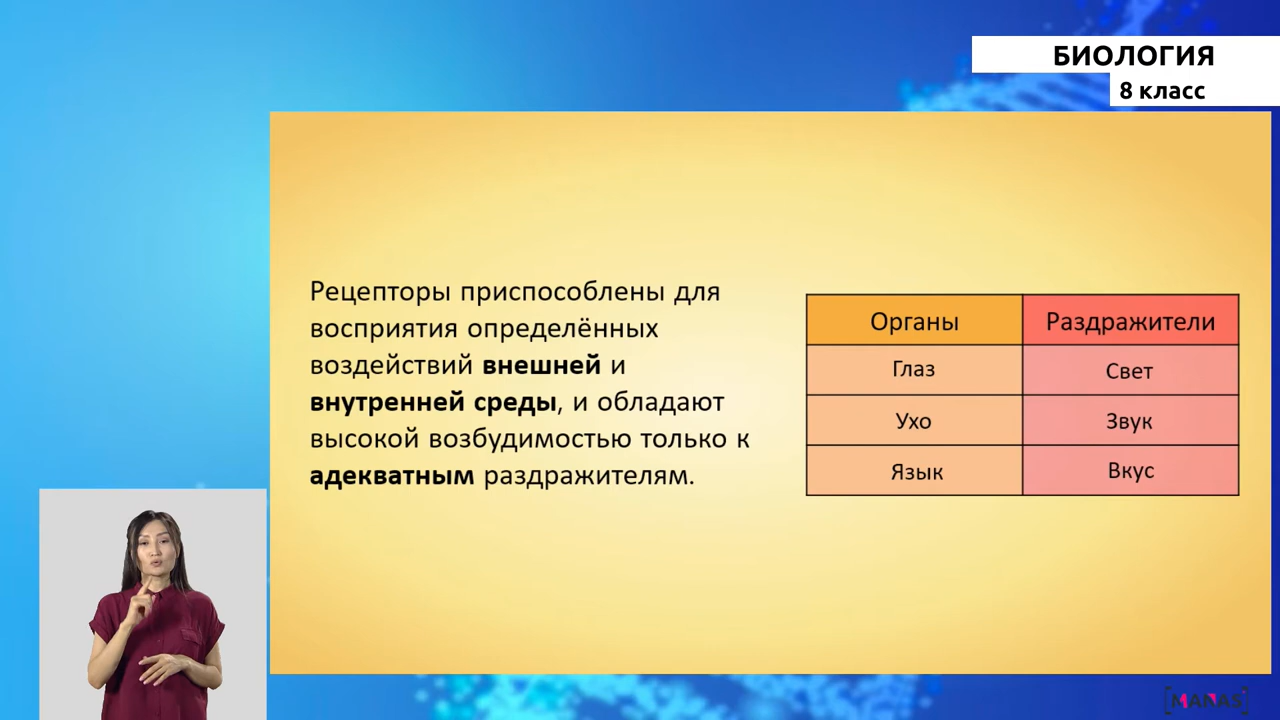 БИОЛОГИЯ
8 класс
Рецепторы приспособлены для
восприятия определённых
воздействий внешней и
внутренней среды, и обладают
высокой возбудимостью только к
адекватным раздражителям.
Органы Раздражители
Глаз Свет
Ухо Звук
Язык Вкус
[MANAS]